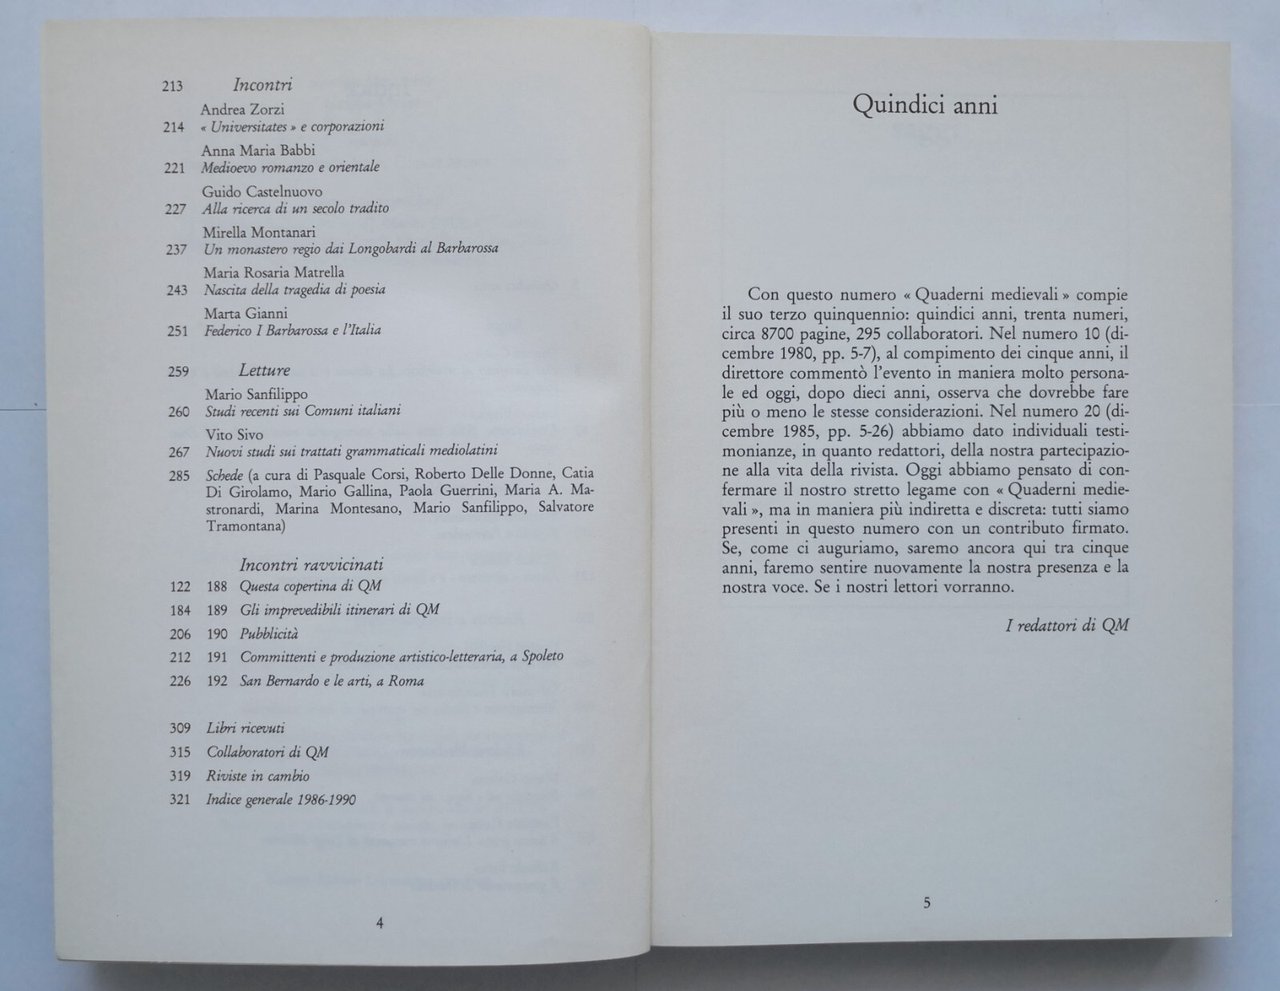 213 Incontri
Andrea Zorzi
214 « Universitates » e corporazioni
Anna Maria Babbi
221 Medioevo romanzo e orientale
Guido Castelnuovo
227 Alla ricerca di un secolo tradito
Mirella Montanari
237 Un monastero regio dai Longobardi al Barbarossa
Maria Rosaria Matrella
243 Nascita della tragedia di poesia
Marta Gianni
251 Federico I Barbarossa e l'Italia
259 Letture
Mario Sanfilippo
260 Studi recenti sui Comuni italiani
Vito Sivo
267 Nuovi studi sui trattati grammaticali mediolatini
285 Schede (a cura di Pasquale Corsi, Roberto Delle Donne, Catia
Di Girolamo, Mario Gallina, Paola Guerrini, Maria A. Ma-
stronardi, Marina Montesano, Mario Sanfilippo, Salvatore
Tramontana)
Incontri ravvicinati
122 188 Questa copertina di QM
184 189 Gli imprevedibili itinerari di QM
206 190 Pubblicità
212 191 Committenti e produzione artistico-letteraria, a Spoleto
226 192 San Bernardo e le arti, a Roma
309 Libri ricevuti
315 Collaboratori di QM
319 Riviste in cambio
321 Indice generale 1986-1990
4
Quindici anni
Con questo numero « Quaderni medievali » compie
il suo terzo quinquennio: quindici anni, trenta numeri,
circa 8700 pagine, 295 collaboratori. Nel numero 10 (di-
cembre 1980, pp. 5-7), al compimento dei cinque anni, il
direttore commentò l'evento in maniera molto persona-
le ed oggi, dopo dieci anni, osserva che dovrebbe fare
più o meno le stesse considerazioni. Nel numero 20 (di-
cembre 1985, pp. 5-26) abbiamo dato individuali testi-
monianze, in quanto redattori, della nostra partecipazio-
ne alla vita della rivista. Oggi abbiamo pensato di con-
fermare il nostro stretto legame con « Quaderni medie-
vali », ma in maniera più indiretta e discreta: tutti siamo
presenti in questo numero con un contributo firmato.
Se, come ci auguriamo, saremo ancora qui tra cinque
anni, faremo sentire nuovamente la nostra presenza e la
nostra voce. Se i nostri lettori vorranno.
I redattori di QM
5